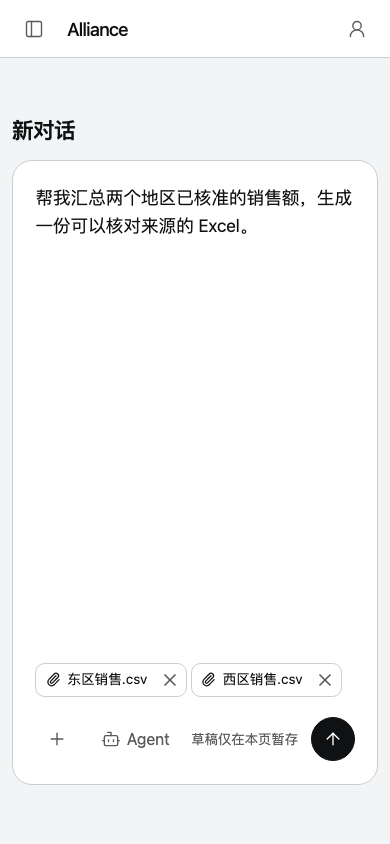 Alliance
新对话
帮我汇总两个地区已核准的销售额，生成
一份可以核对来源的 Excel。
东区销售.csv
西区销售.csv
Agent
草稿仅在本页暂存